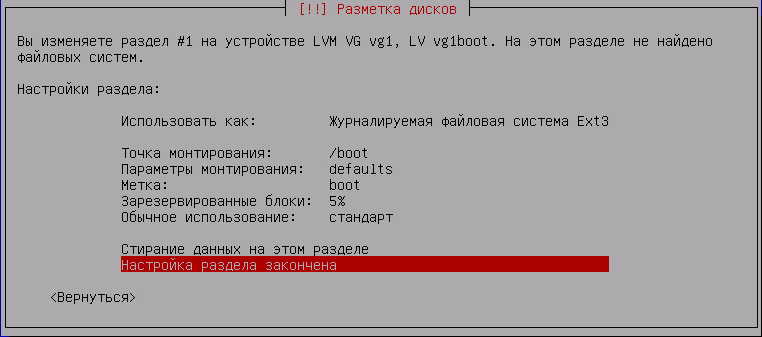 [!!] Разметка дисков
Вы изменяете раздел #1 на устройстве LVM VG vg1, LV vg1boot. На этом разделе не найдено
файловых систем.
Настройки раздела:
Использовать как: Журналируемая файловая система Ext3
Точка монтирования: /boot
Параметры монтирования: defaults
Метка: boot
Зарезервированные блоки: 5%
Обычное использование: стандарт
Стирание данных на этом разделе
Настройка раздела закончена
<Вернуться>